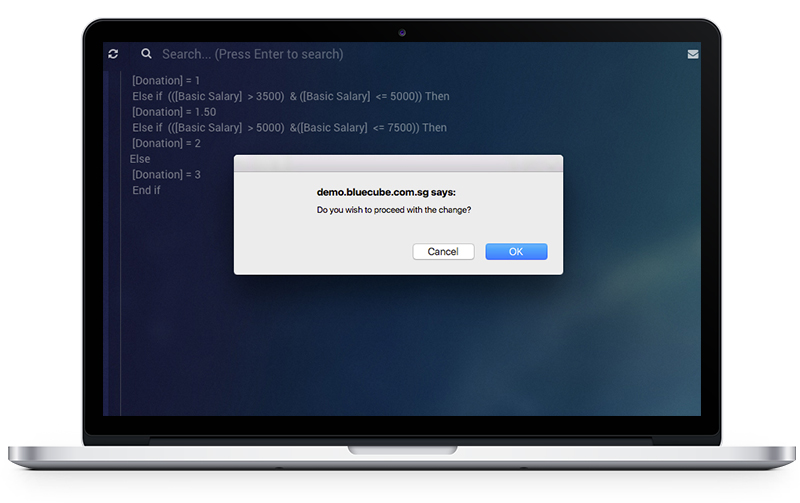 Search... (Press Enter to search)
[Donation] = 1
Else if (([Basic Salary] > 3500) & ([Basic Salary] <= 5000)) Then
[Donation] = 1.50
Else if (([Basic Salary] > 5000) &([Basic Salary] <= 7500)) Then
[Donation] = 2
Else
[Donation] = 3
End if
demo.bluecube.com.sg says:
Do you wish to proceed with the change?
Cancel OK